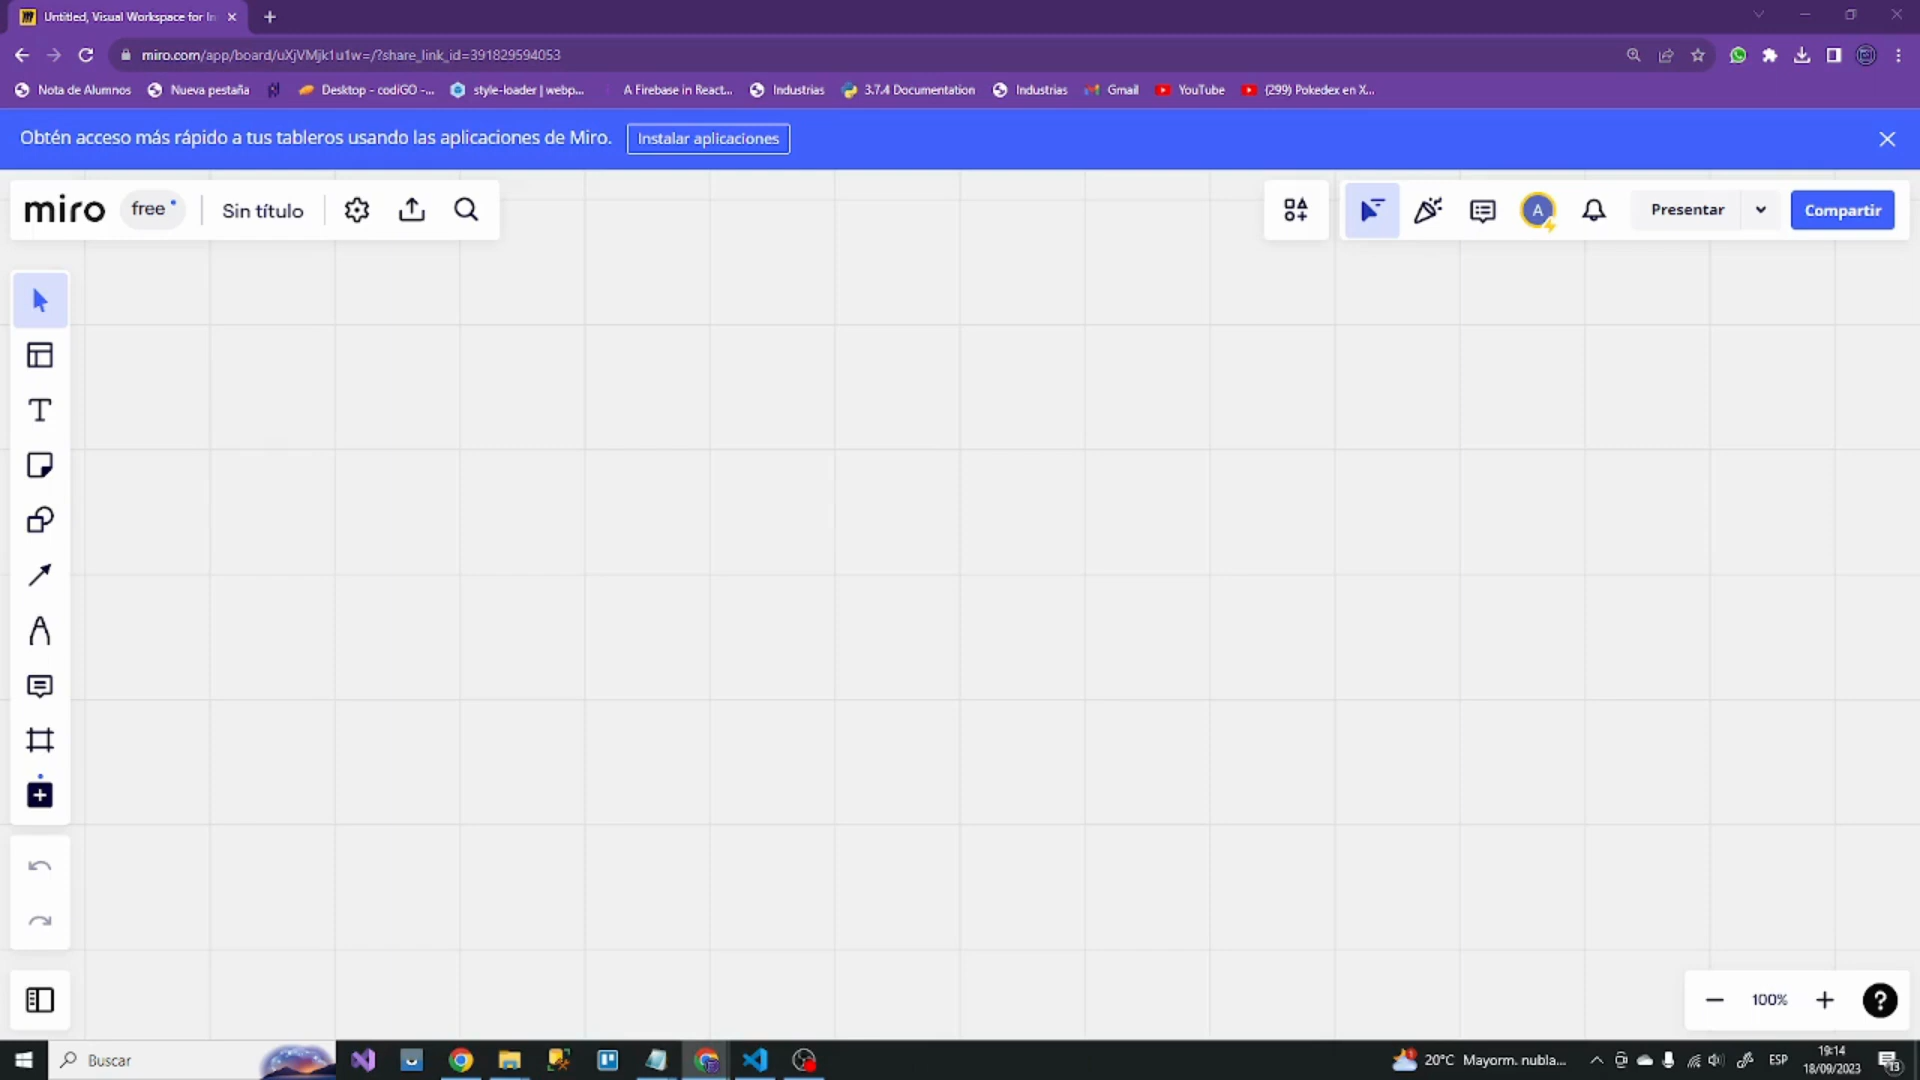 Untitled, Visual Workspace for In
miro.com/app/board/uXjVMjk1u1w=/?share_link_id=391829594053
Nota de Alumnos
Nueva pestaña
Desktop - codiGO -...
style-loader | webp...
A Firebase in React...
Industrias
3.7.4 Documentation
Industrias
Gmail
YouTube
(299) Pokedex en X...
Obtén acceso más rápido a tus tableros usando las aplicaciones de Miro.
Instalar aplicaciones
miro
free
Sin título
A
Presentar
Compartir
100%
?
Buscar
20°C Mayorm. nubla...
ESP
19:14
18/09/2023
13